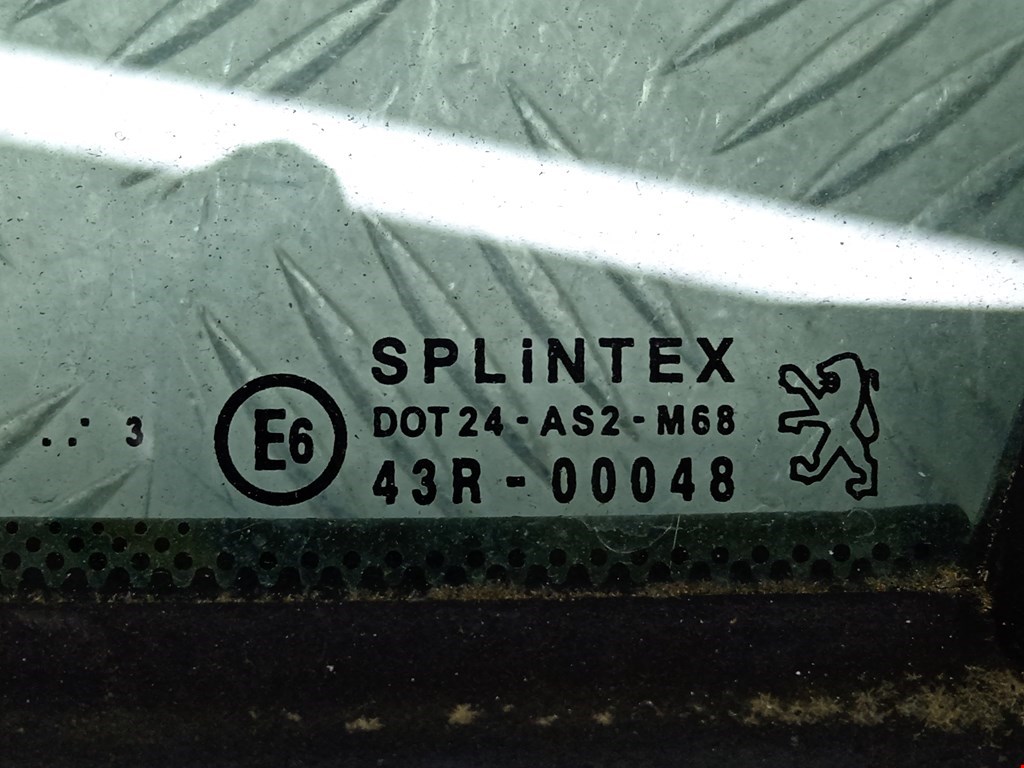 SPLiNTEX
DOT24-AS2-M68
E6
43R-00048
.. 3